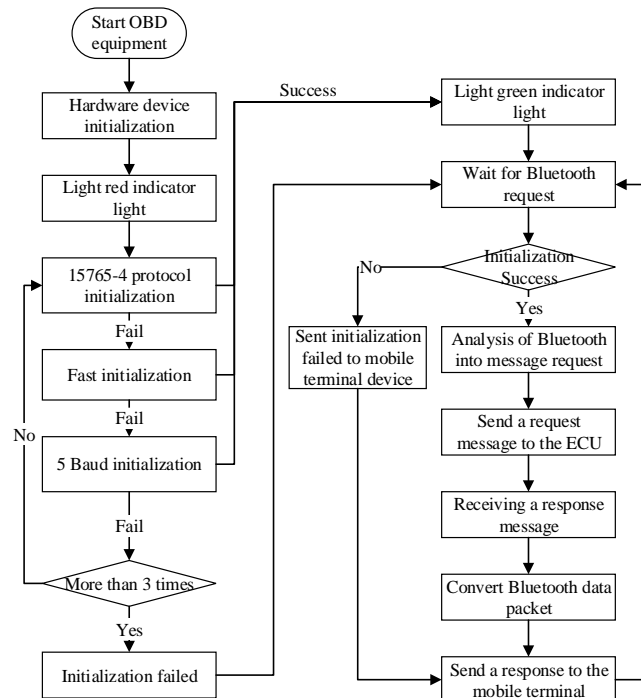 Start OBD
equipment
Hardware device
initialization
Light red indicator
light
15765-4 protocol
initialization
Fail
Fast initialization
Fail
No
5 Baud initialization
Fail
More than 3 times
Yes
Initialization failed
Success
Light green indicator
light
Wait for Bluetooth
request
Initialization
Success
No
Yes
Sent initialization
failed to mobile
terminal device
Analysis of Bluetooth
into message request
Send a request
message to the ECU
Receiving a response
message
Convert Bluetooth data
packet
Send a response to the
mobile terminal